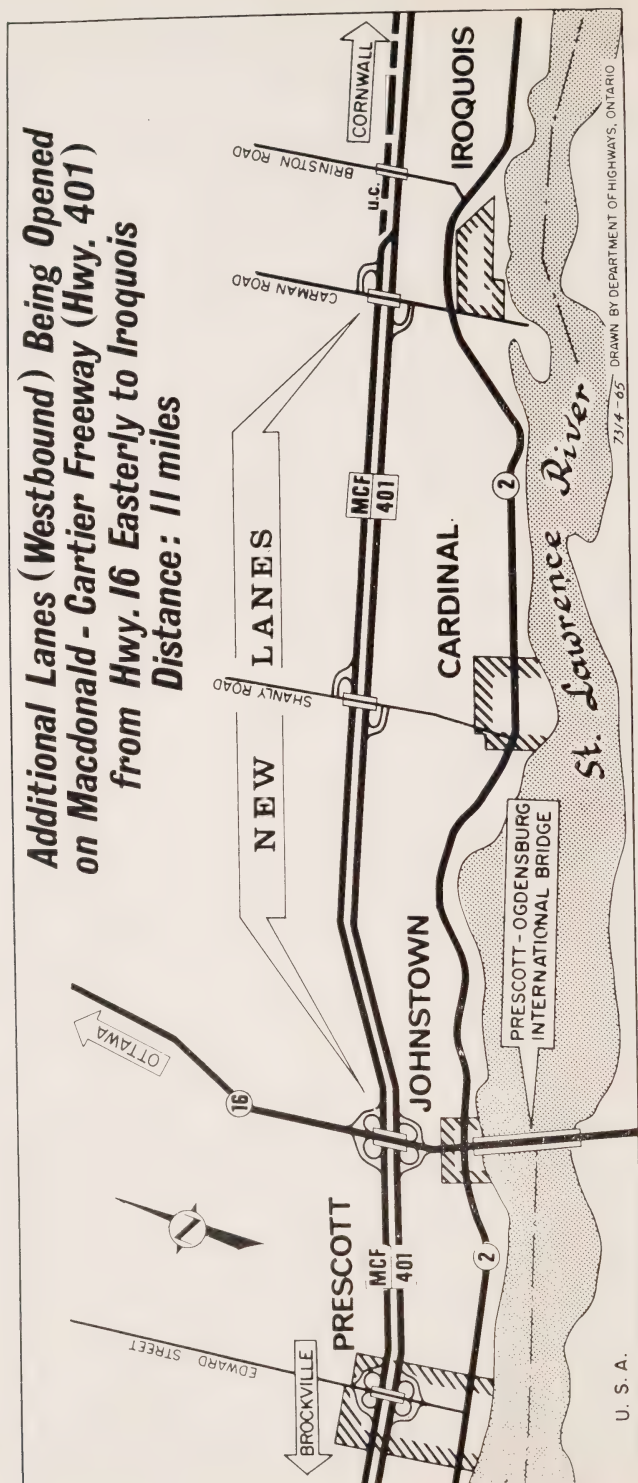 Additional Lanes (Westbound) Being Opened
on Macdonald - Cartier Freeway (Hwy. 401)
from Hwy. 16 Easterly to Iroquois
Distance: 11 miles
OTTAWA
16
N
EDWARD STREET
BROCKVILLE
PRESCOTT
MCF
401
JOHNSTOWN
2
PRESCOTT - OGDENSBURG
INTERNATIONAL BRIDGE
U. S. A.
NEW LANES
SHANLY ROAD
MCF
401
CARDINAL
2
St. Lawrence River
CARMAN ROAD
u.c.
BRINSTON ROAD
CORNWALL
IROQUOIS
7314-65 DRAWN BY DEPARTMENT OF HIGHWAYS, ONTARIO